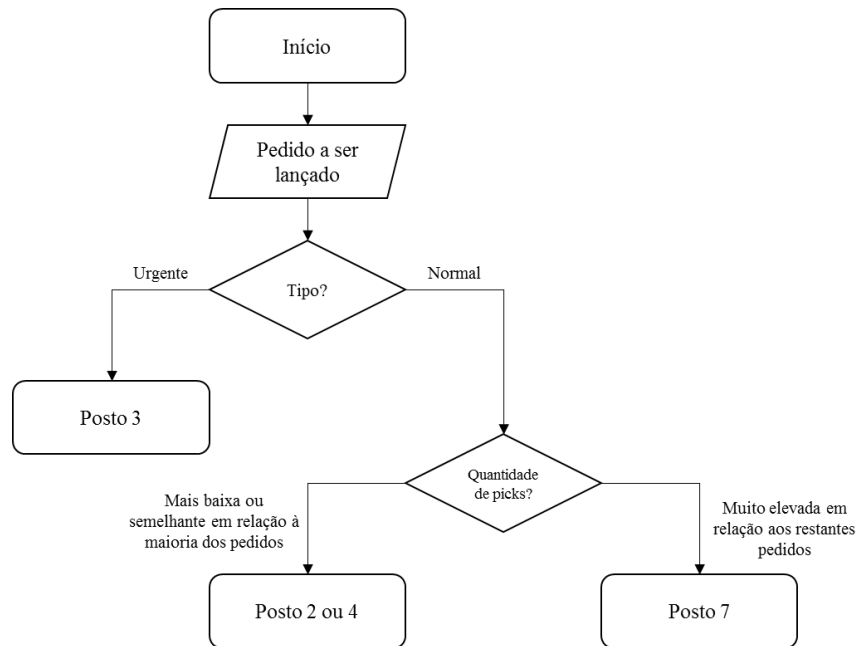 Início
Pedido a ser
lançado
Urgente
Normal
Tipo?
Posto 3
Quantidade
de picks?
Mais baixa ou
semelhante em relação à
maioria dos pedidos
Muito elevada em
relação aos restantes
pedidos
Posto 2 ou 4
Posto 7